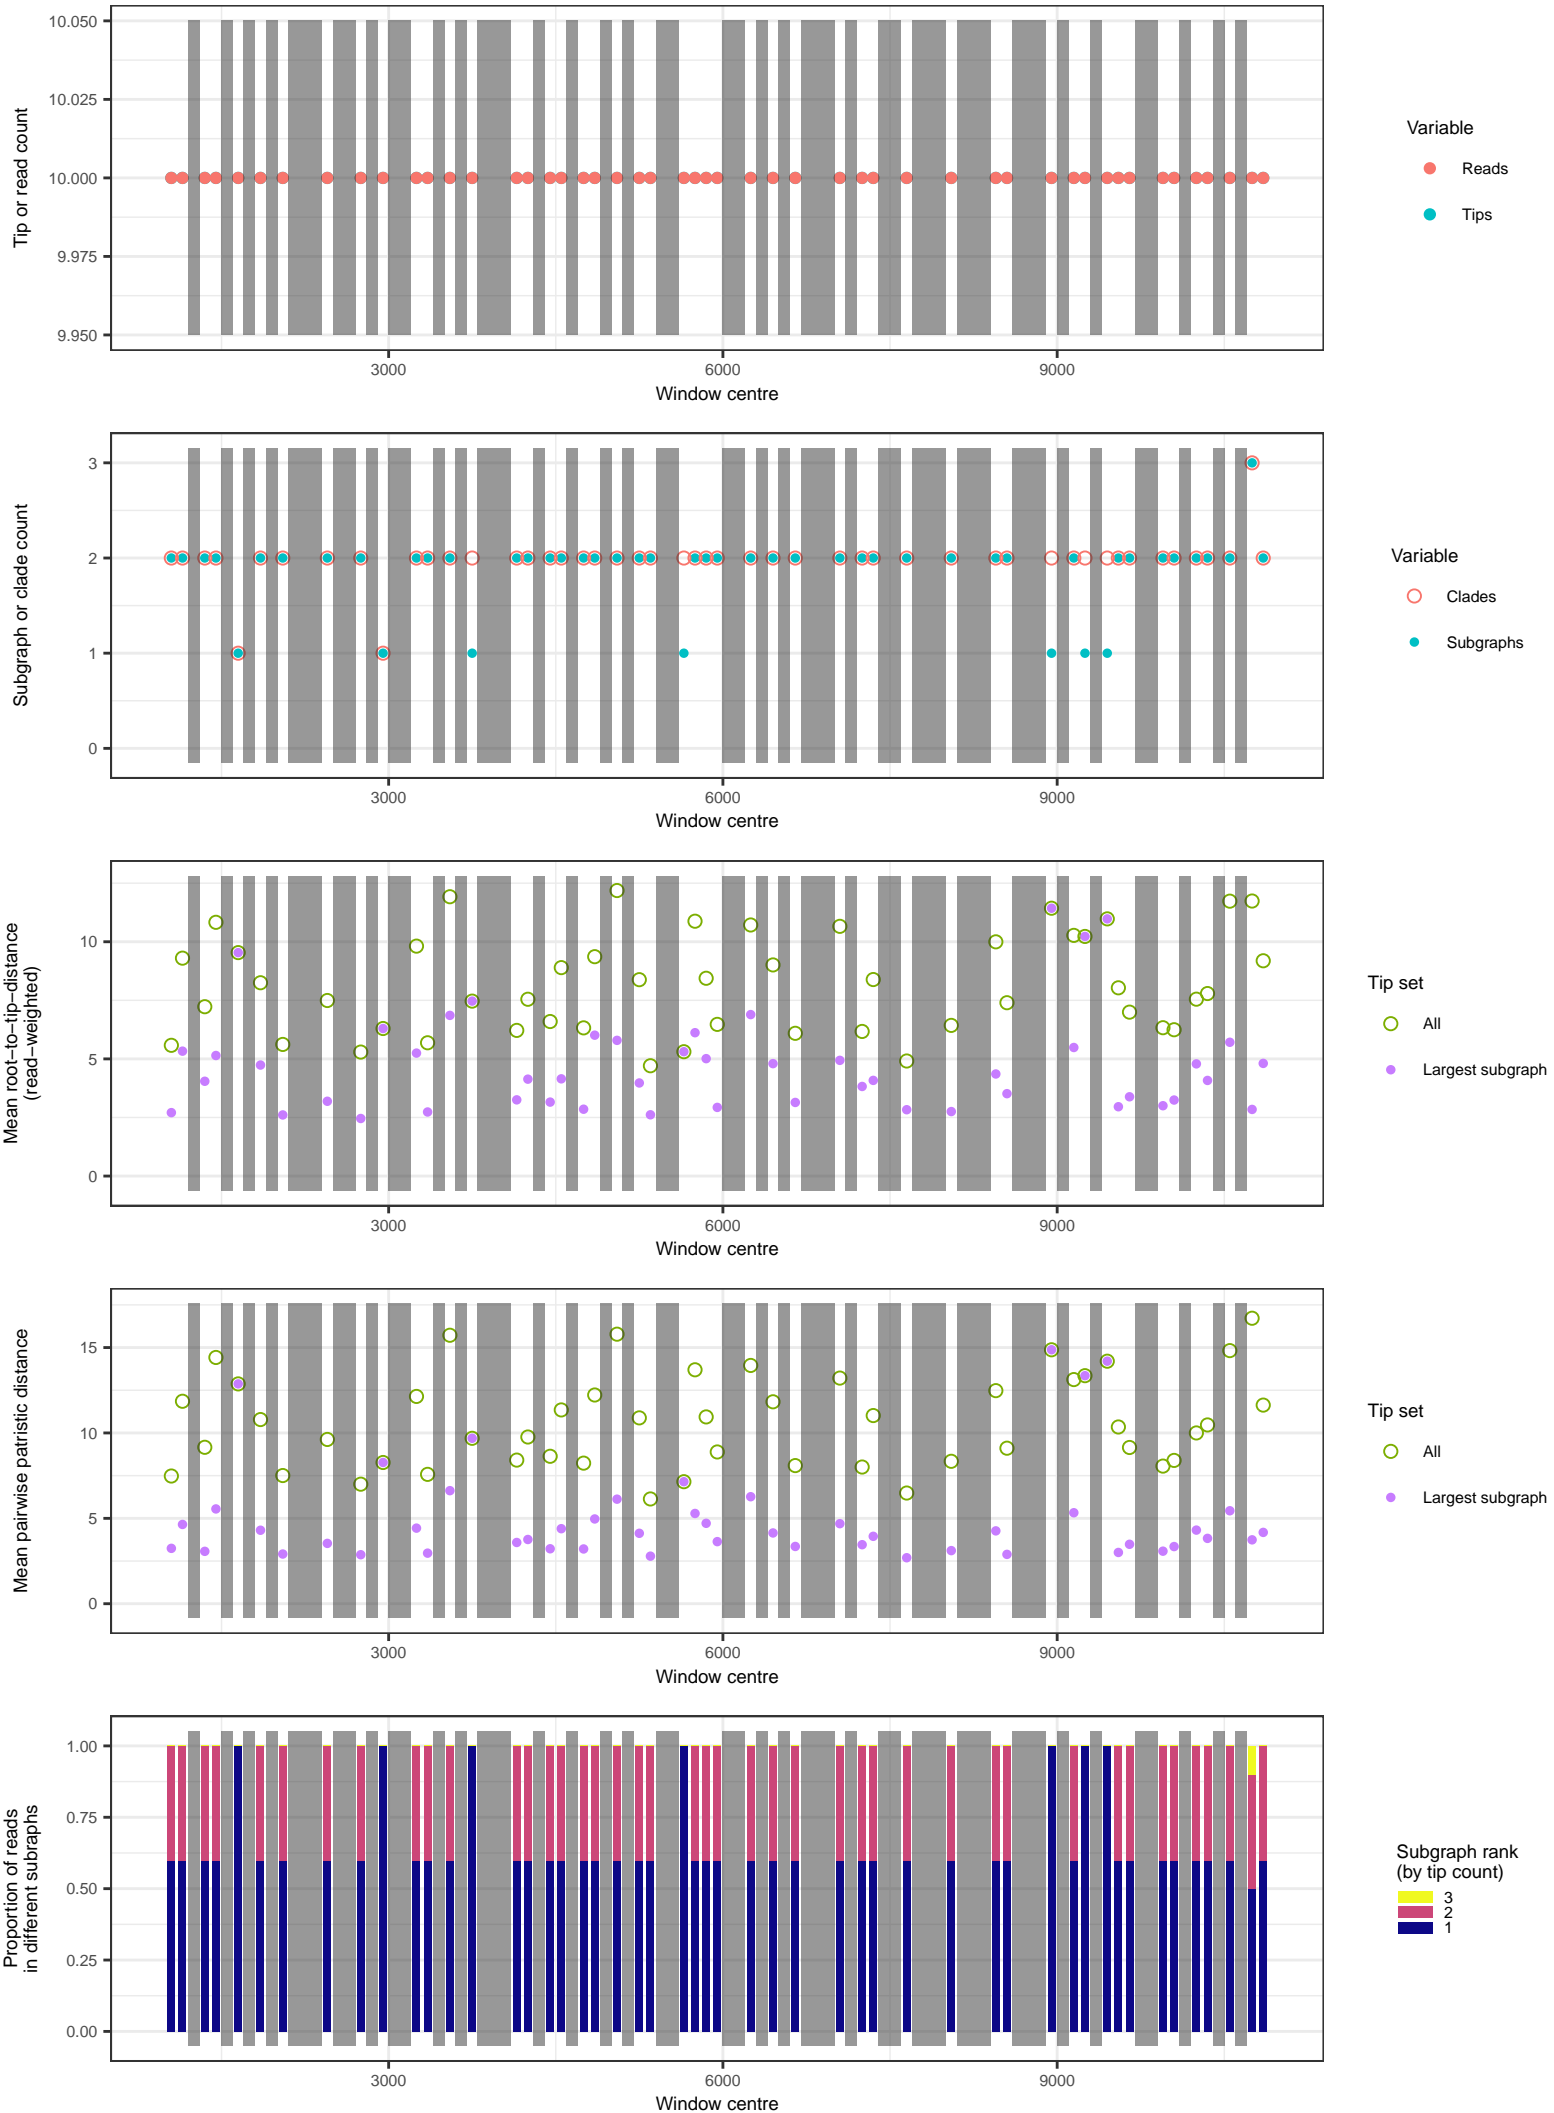 10.050
10.025
10.000
9.975
9.950
Tip or read count
3000
6000
9000
Window centre
Variable
Reads
Tips
3
2
1
0
Subgraph or clade count
3000
6000
9000
Window centre
Variable
Clades
Subgraphs
10
5
0
Mean root−to−tip−distance
(read−weighted)
3000
6000
9000
Window centre
Tip set
All
Largest subgraph
15
10
5
0
Mean pairwise patristic distance
3000
6000
9000
Window centre
Tip set
All
Largest subgraph
1.00
0.75
0.50
0.25
0.00
Proportion of reads
in different subraphs
3000
6000
9000
Window centre
Subgraph rank
(by tip count)
3
2
1